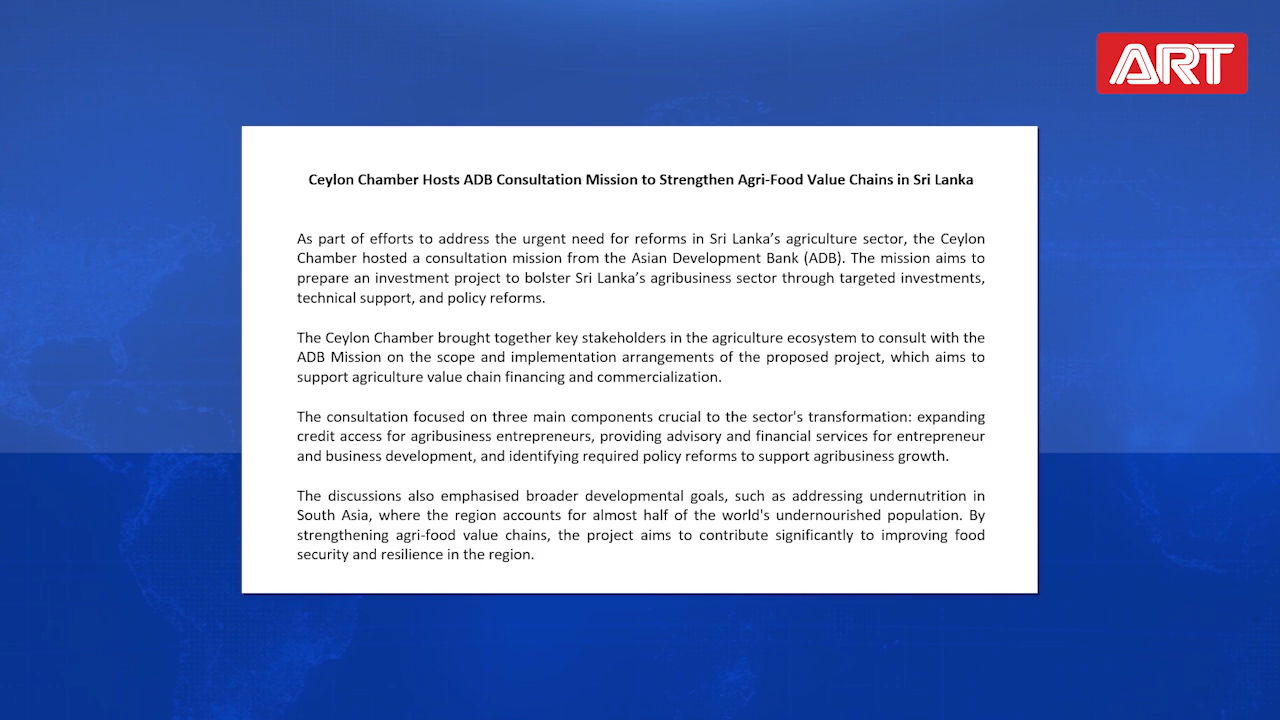 ART
Ceylon Chamber Hosts ADB Consultation Mission to Strengthen Agri-Food Value Chains in Sri Lanka
As part of efforts to address the urgent need for reforms in Sri Lanka’s agriculture sector, the Ceylon
Chamber hosted a consultation mission from the Asian Development Bank (ADB). The mission aims to
prepare an investment project to bolster Sri Lanka’s agribusiness sector through targeted investments,
technical support, and policy reforms.
The Ceylon Chamber brought together key stakeholders in the agriculture ecosystem to consult with the
ADB Mission on the scope and implementation arrangements of the proposed project, which aims to
support agriculture value chain financing and commercialization.
The consultation focused on three main components crucial to the sector's transformation: expanding
credit access for agribusiness entrepreneurs, providing advisory and financial services for entrepreneur
and business development, and identifying required policy reforms to support agribusiness growth.
The discussions also emphasised broader developmental goals, such as addressing undernutrition in
South Asia, where the region accounts for almost half of the world's undernourished population. By
strengthening agri-food value chains, the project aims to contribute significantly to improving food
security and resilience in the region.